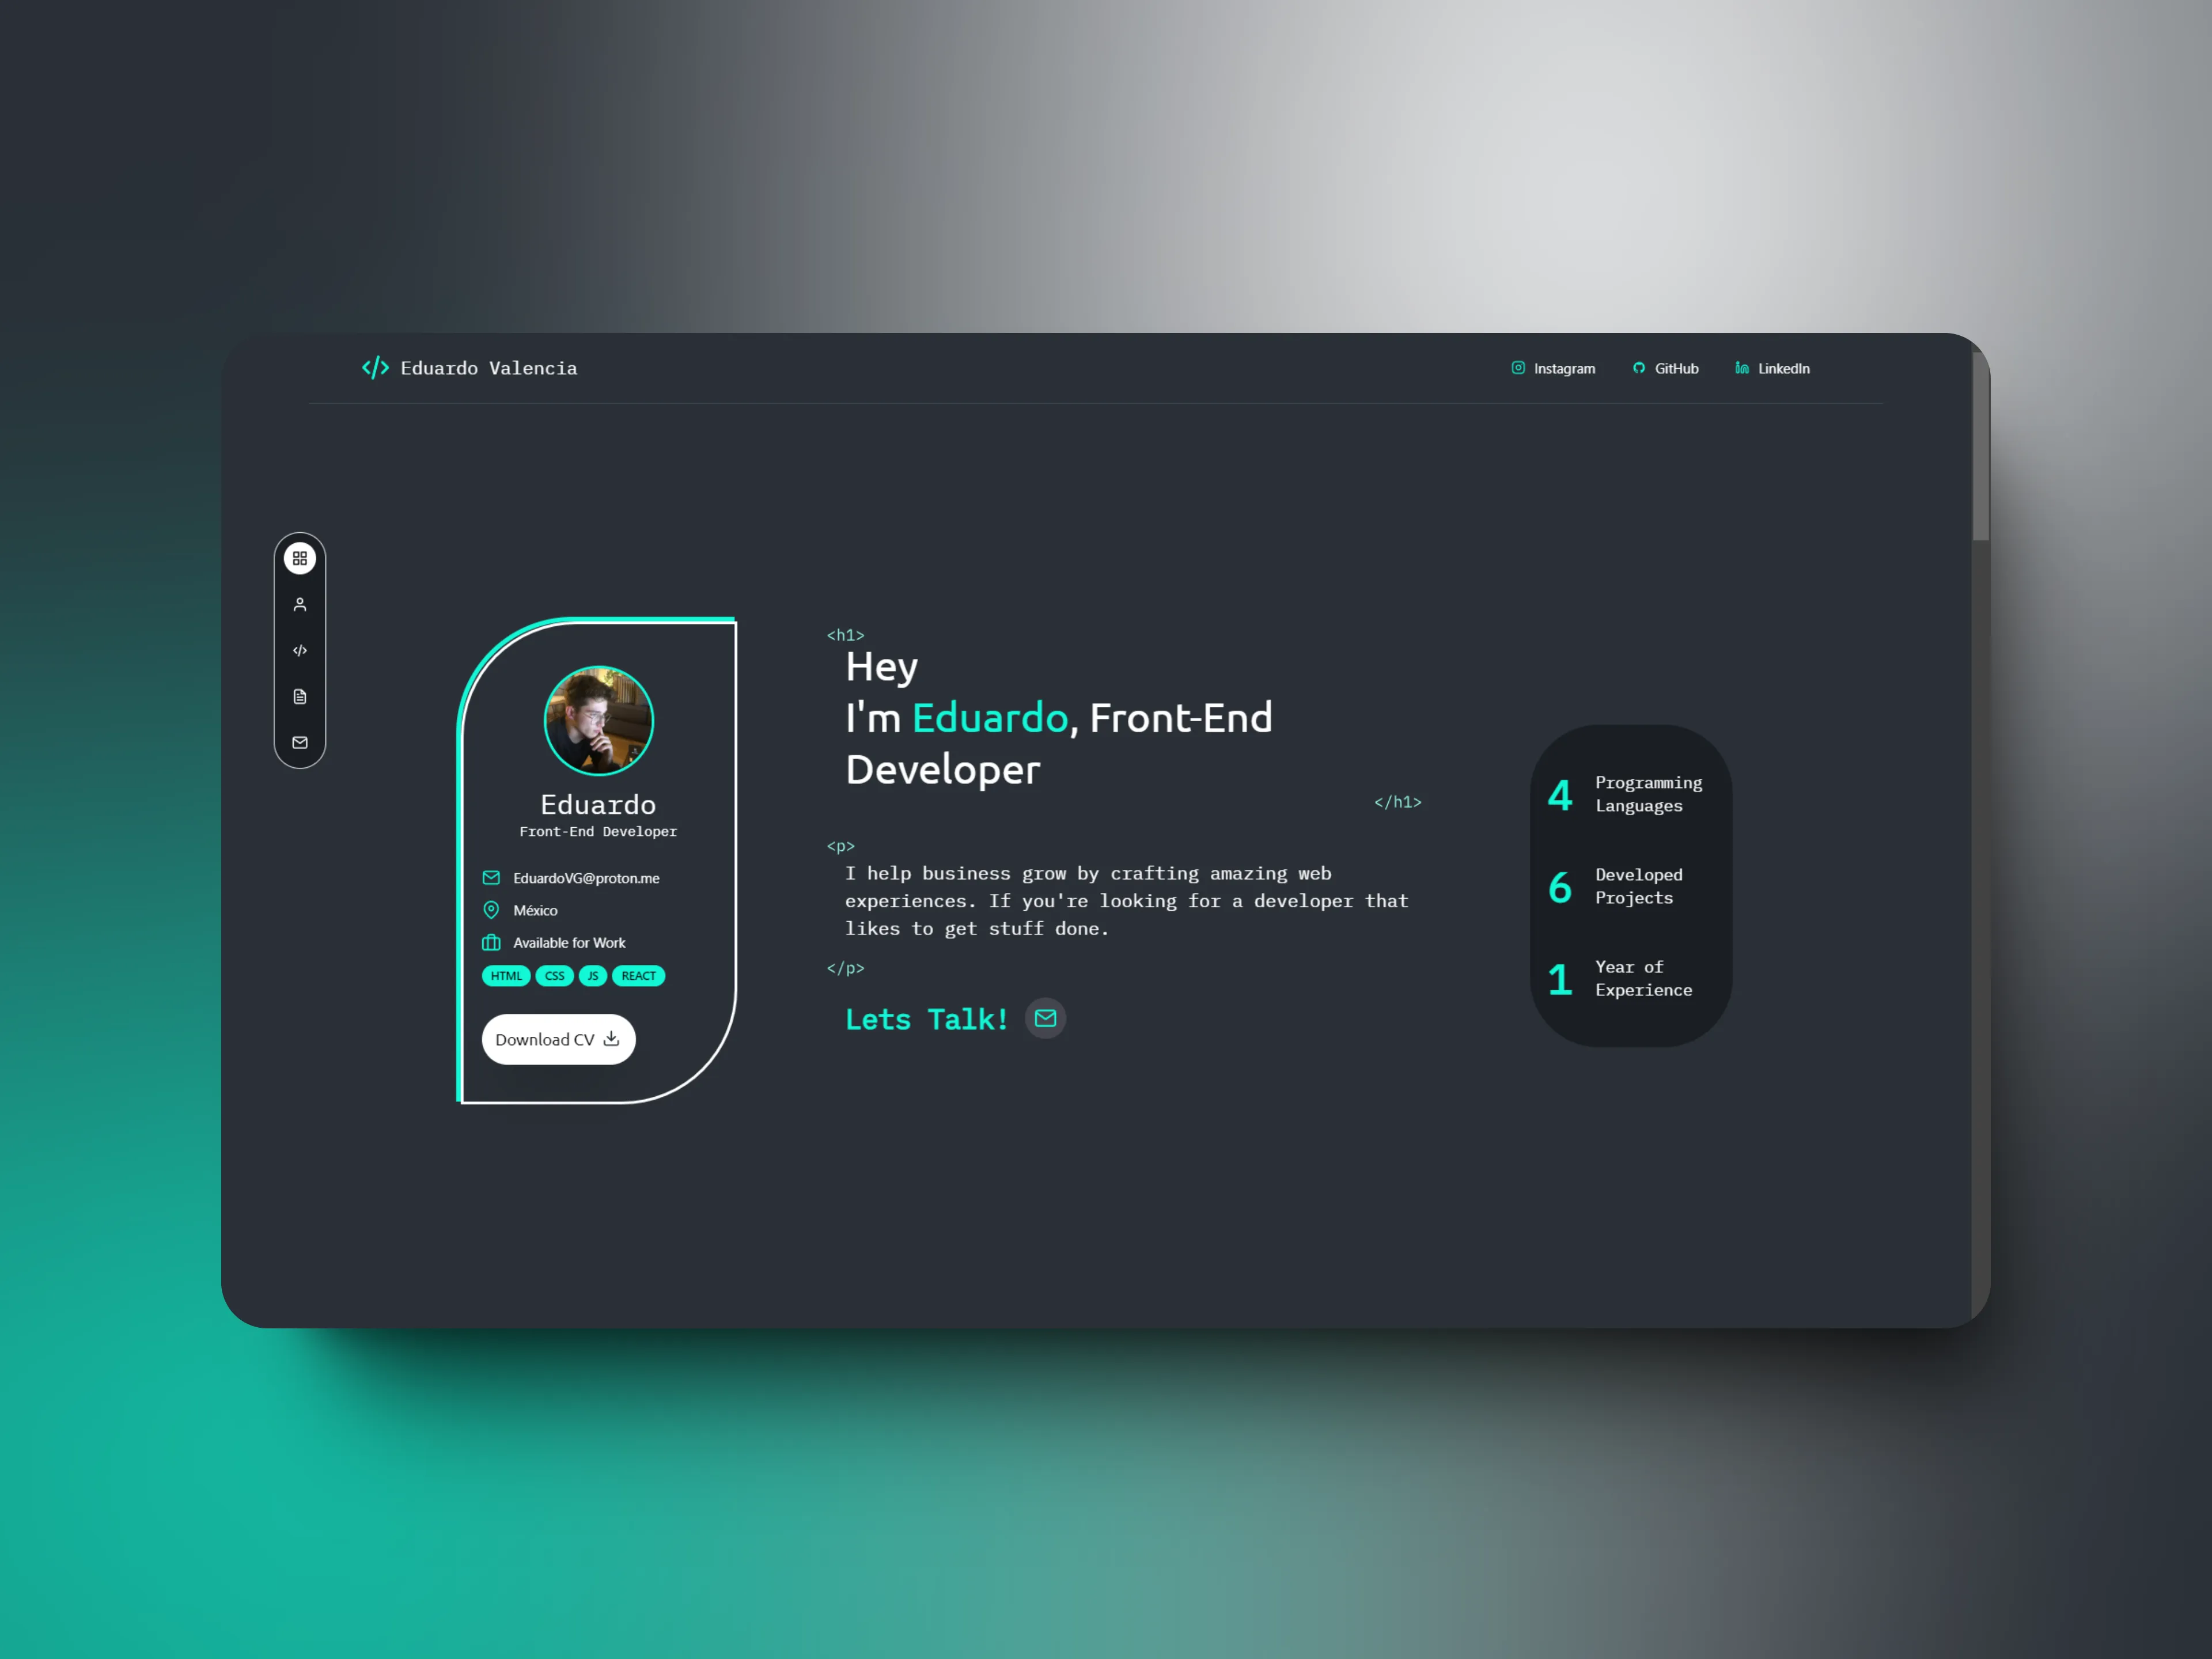 Eduardo Valencia
Instagram
GitHub
LinkedIn
Eduardo
Front-End Developer
EduardoVG@proton.me
México
Available for Work
HTML CSS JS REACT
Download CV
<h1>
Hey
I'm Eduardo, Front-End
Developer
</h1>
<p>
I help business grow by crafting amazing web
experiences. If you're looking for a developer that
likes to get stuff done.
</p>
Lets Talk!
4 Programming
Languages
6 Developed
Projects
1 Year of
Experience